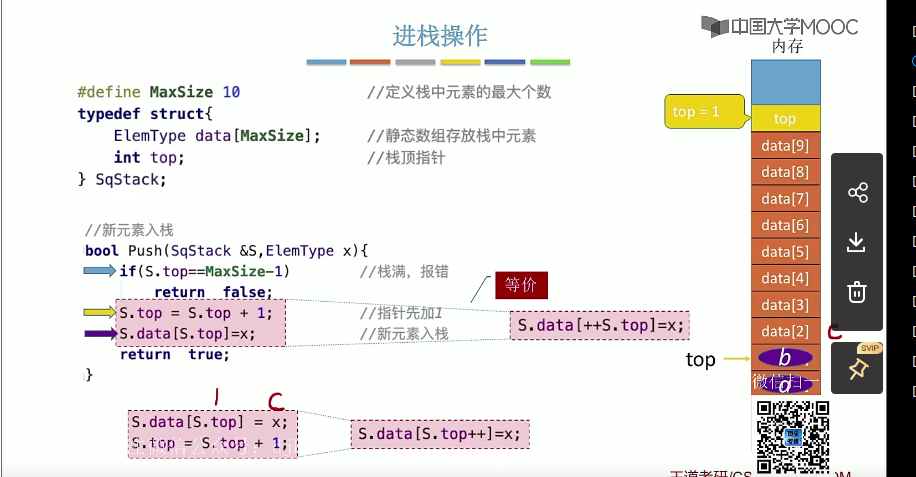 中国大学MOOC
进栈操作
内存
#define MaxSize 10 //定义栈中元素的最大个数
typedef struct{
ElemType data[MaxSize]; //静态数组存放栈中元素
int top; //栈顶指针
} SqStack;
top = 1
top
data[9]
data[8]
data[7]
data[6]
data[5]
data[4]
data[3]
data[2]
c
b
a
top
//新元素入栈
bool Push(SqStack &S,ElemType x){
if(S.top==MaxSize-1) //栈满，报错
return false;
S.top = S.top + 1; //指针先加1
S.data[S.top]=x; //新元素入栈
return true;
}
等价
S.data[++S.top]=x;
1 c
S.data[S.top] = x;
S.top = S.top + 1;
S.data[S.top++]=x;
SVIP
微信扫一